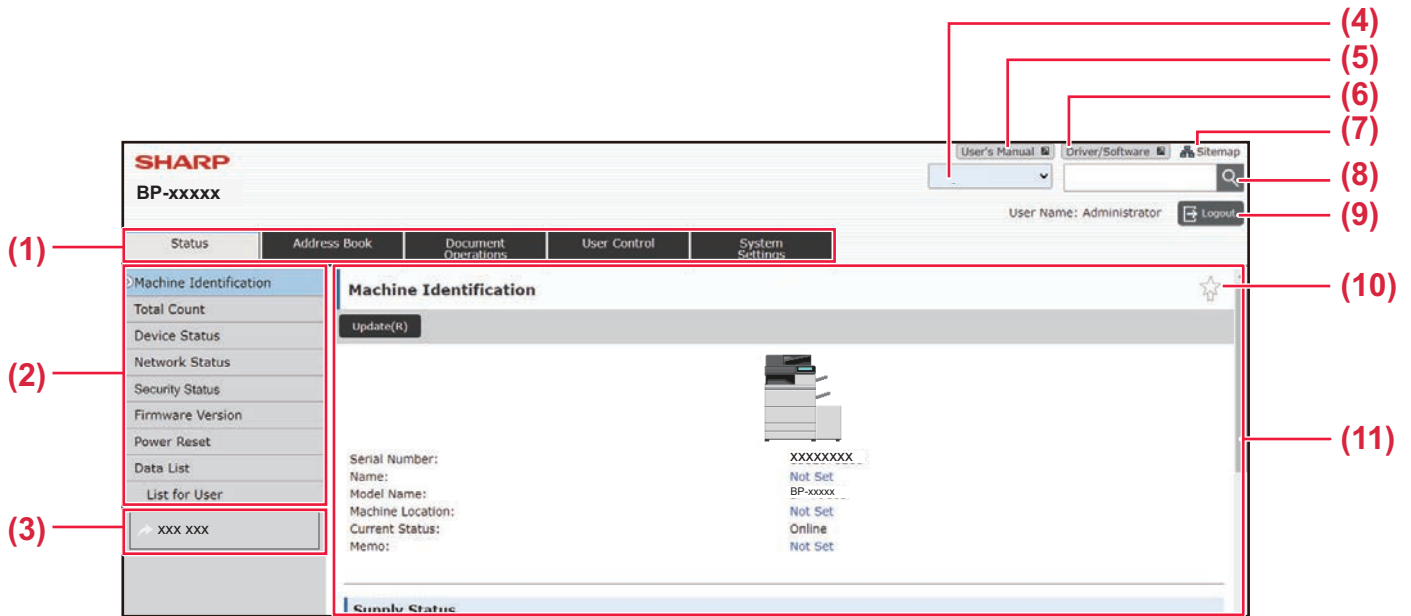 (4)
(5)
(6)
(7)
User's Manual Driver/Software Sitemap
SHARP
(8)
BP-xxxxx
User Name: Administrator Logout
(9)
(1)
Status Address Book Document Operations User Control System Settings
Machine Identification
Machine Identification
(10)
Total Count
Update(R)
Device Status
Network Status
(2)
Security Status
Firmware Version
Power Reset
(11)
Data List
Serial Number: XXXXXXXX
Name: Not Set
List for User
Model Name: BP-xxxxx
Machine Location: Not Set
(3)
xxx xxx
Current Status: Online
Memo: Not Set
Supply Status